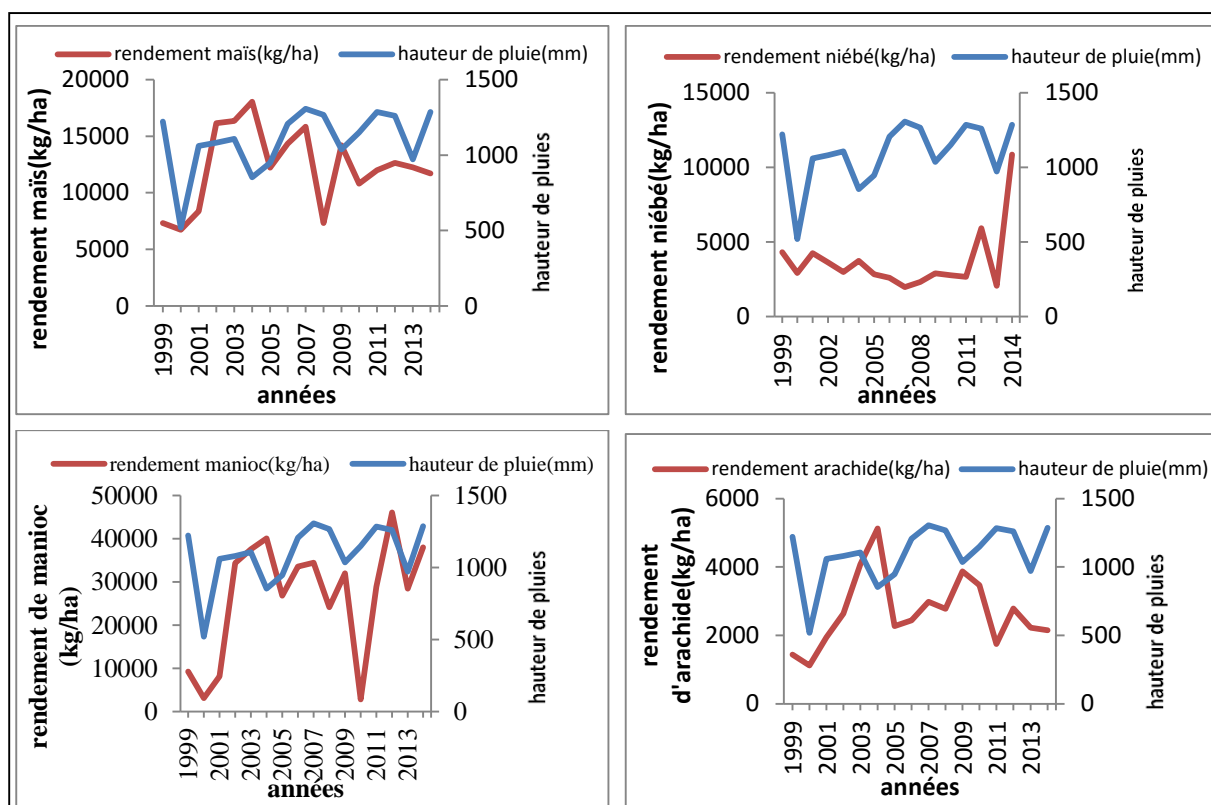 rendement maïs(kg/ha) hauteur de pluie(mm)
rendement maïs(kg/ha)
20000
15000
10000
5000
0
1500
1000
500
0
hauteur de pluies
1999 2001 2003 2005 2007 2009 2011 2013
années
rendement niébé(kg/ha) hauteur de pluie(mm)
rendement niébé(kg/ha)
15000
10000
5000
0
1500
1000
500
0
hauteur de pluies
1999 2002 2005 2008 2011 2014
années
rendement manioc(kg/ha) hauteur de pluie(mm)
rendement de manioc
(kg/ha)
50000
40000
30000
20000
10000
0
1500
1000
500
0
hauteur de pluies
1999 2001 2003 2005 2007 2009 2011 2013
années
rendement arachide(kg/ha) hauteur de pluie(mm)
rendement
d'arachide(kg/ha)
6000
4000
2000
0
1500
1000
500
0
hauteur de pluies
1999 2001 2003 2005 2007 2009 2011 2013
années